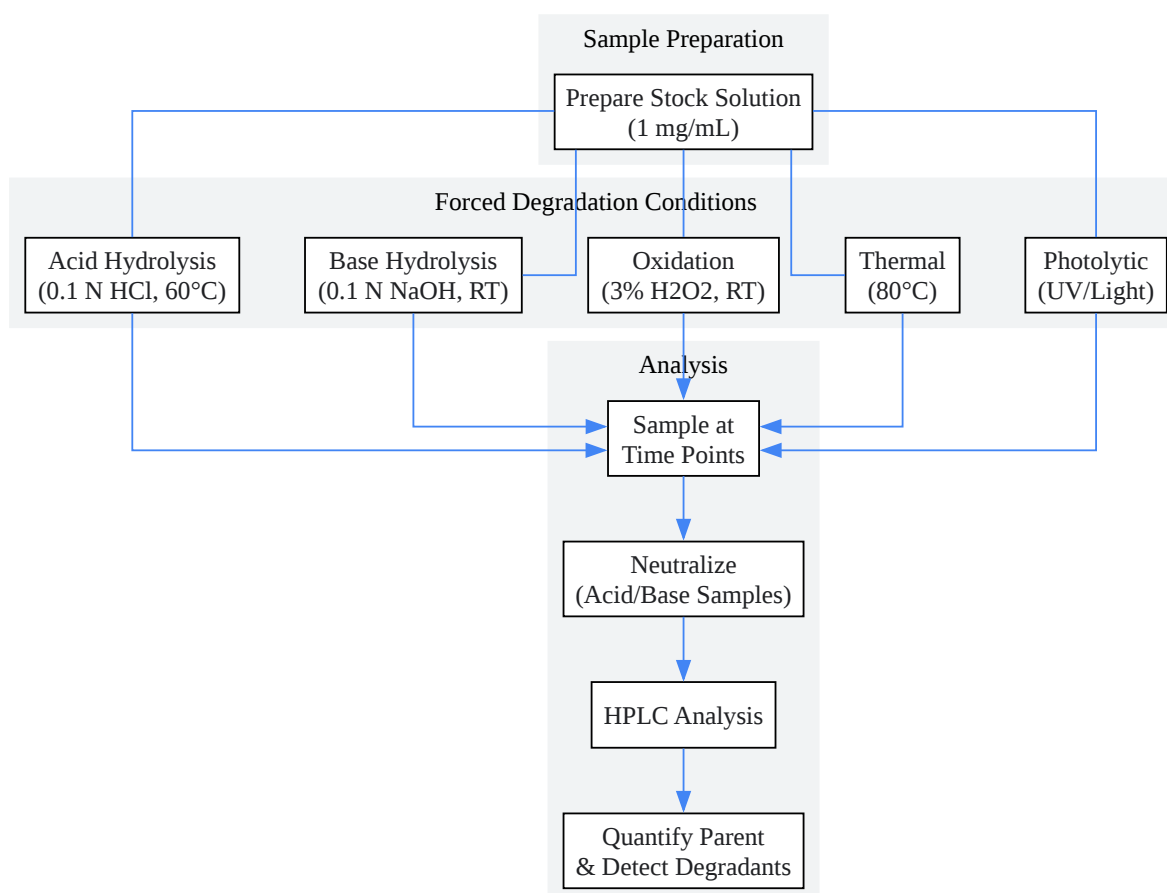 Sample Preparation
Prepare Stock Solution
(1 mg/mL)
Forced Degradation Conditions
Acid Hydrolysis
(0.1 N HCl, 60°C)
Base Hydrolysis
(0.1 N NaOH, RT)
Oxidation
(3% H2O2, RT)
Thermal
(80°C)
Photolytic
(UV/Light)
Analysis
Sample at
Time Points
Neutralize
(Acid/Base Samples)
HPLC Analysis
Quantify Parent
& Detect Degradants